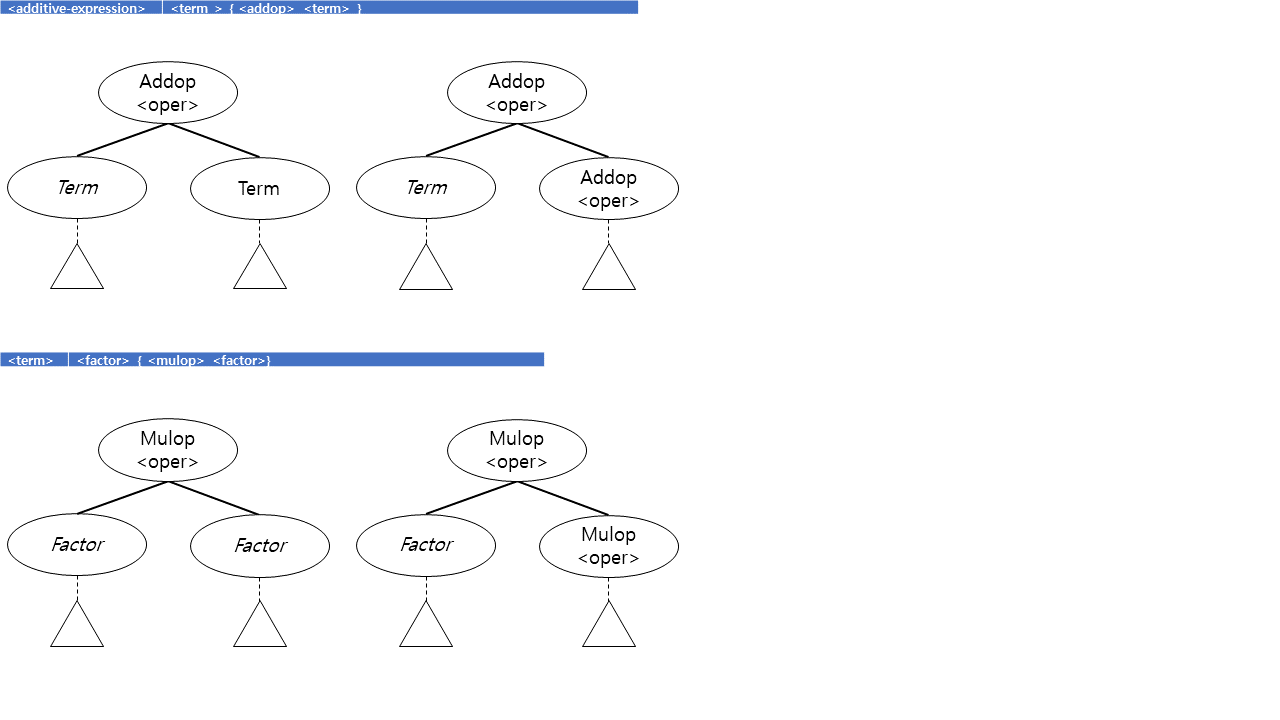 <additive-expression> <term > { <addop> <term> }
Addop
<oper>
Addop
<oper>
Term
Term
Term
Addop
<oper>
<term> <factor> { <mulop> <factor>}
Mulop
<oper>
Mulop
<oper>
Factor
Factor
Factor
Mulop
<oper>